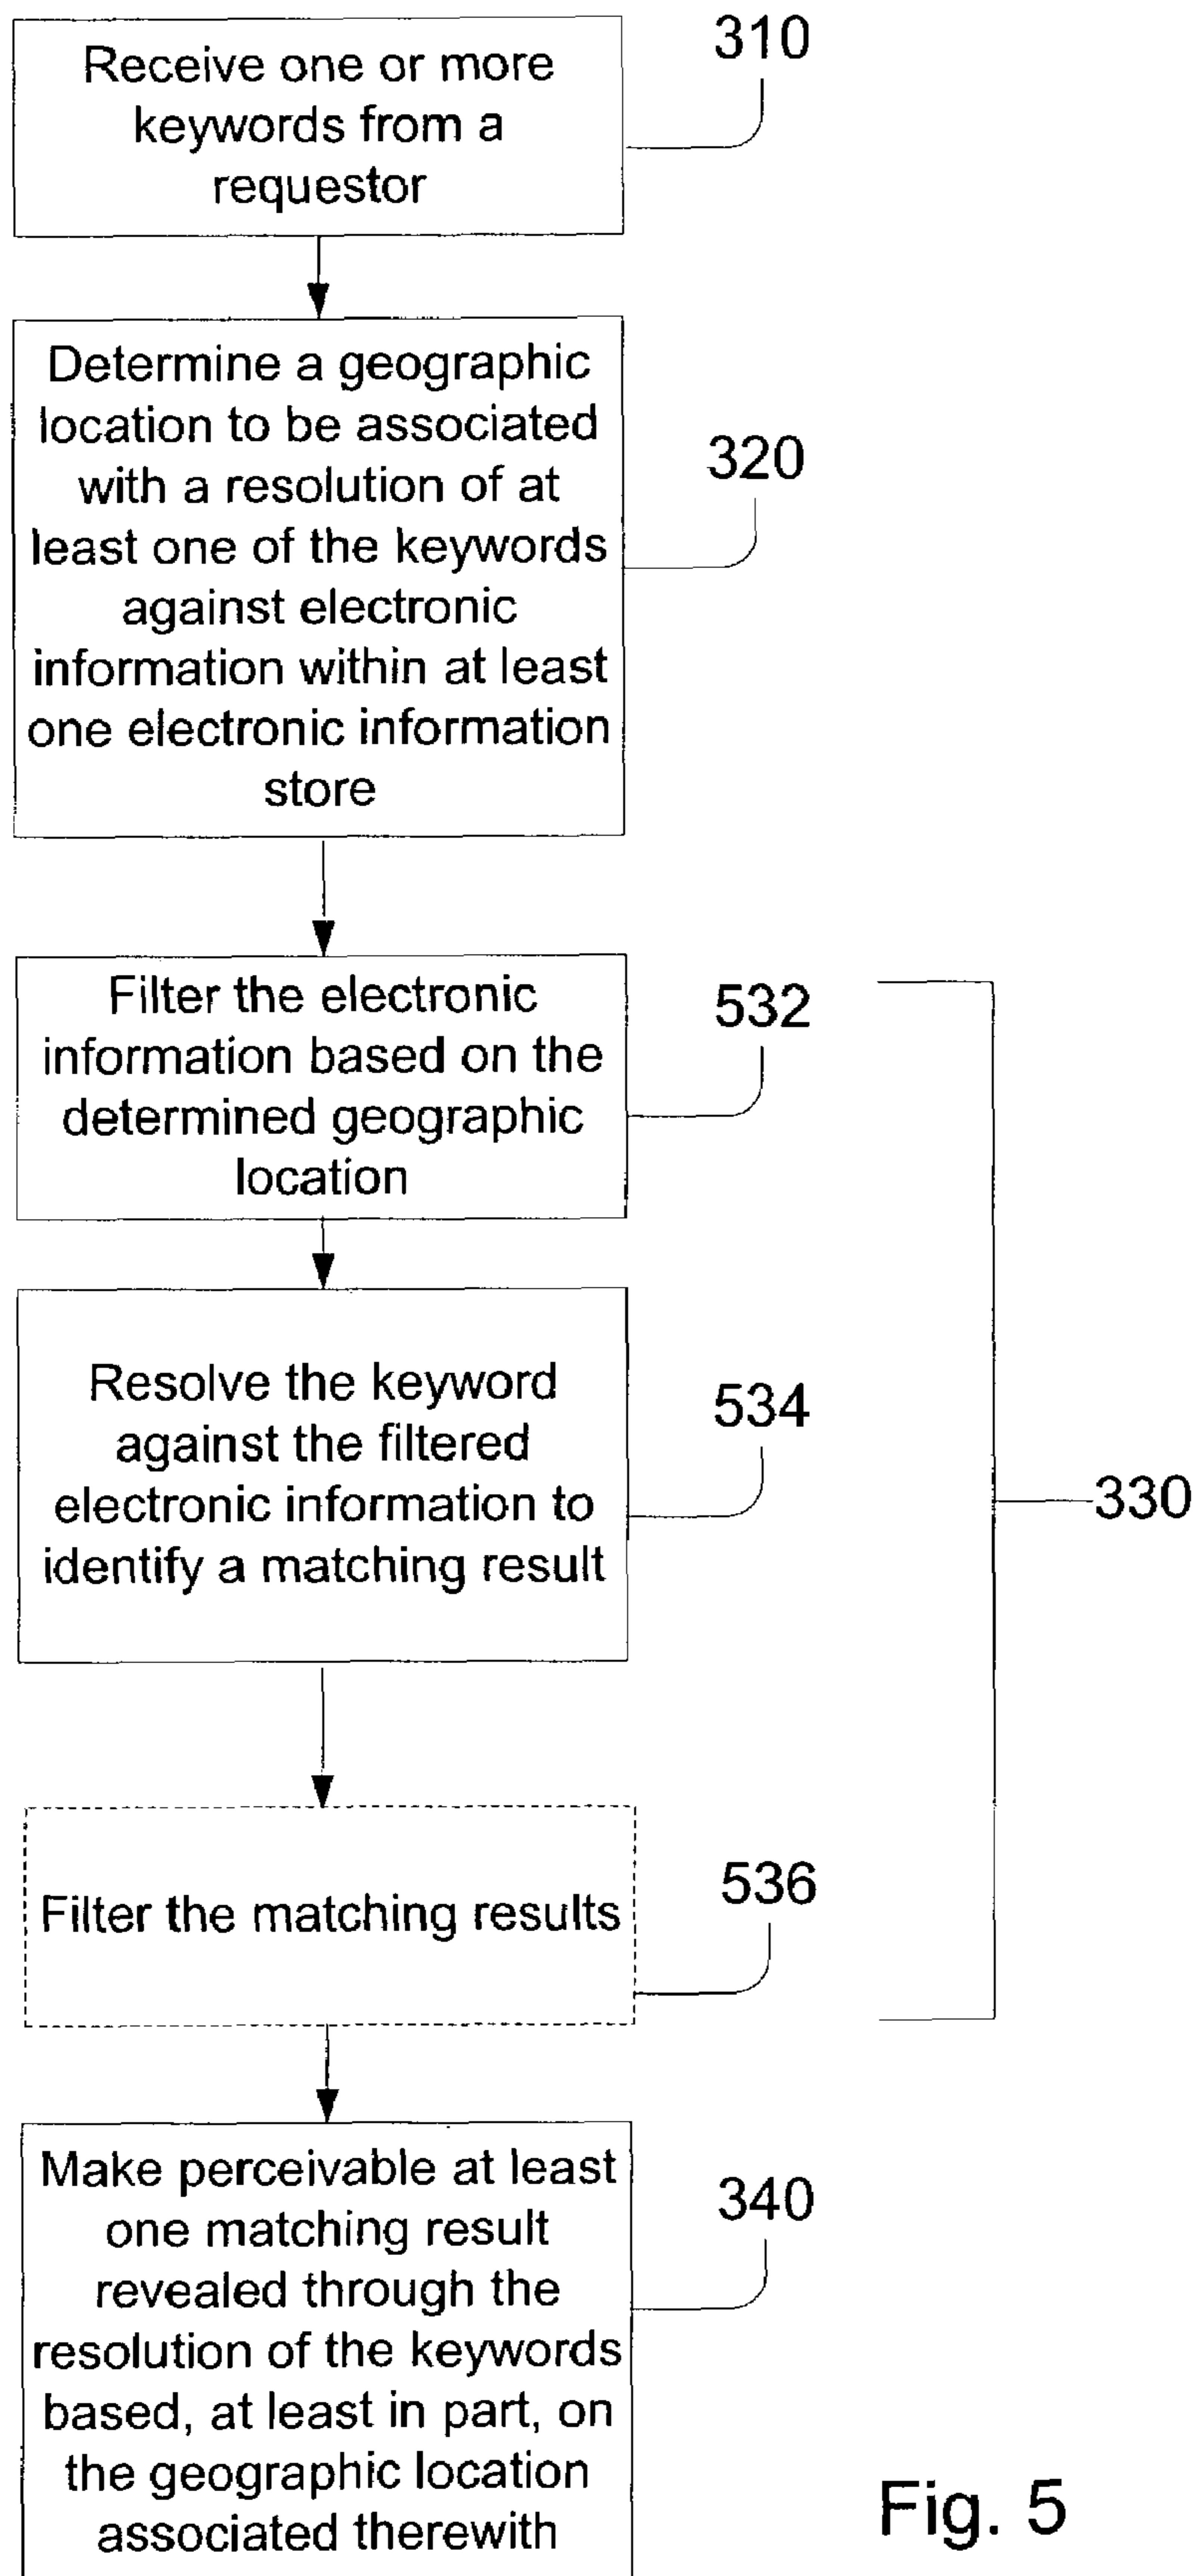 310
Receive one or more
keywords from a
requestor
Determine a geographic
location to be associated
with a resolution of at
least one of the keywords
against electronic
information within at least
one electronic information
store
320
Filter the electronic
information based on the
determined geographic
location
532
Resolve the keyword
against the filtered
electronic information to
identify a matching result
534
330
Filter the matching results
536
Make perceivable at least
one matching result
revealed through the
resolution of the keywords
based, at least in part, on
the geographic location
associated therewith
340
Fig. 5